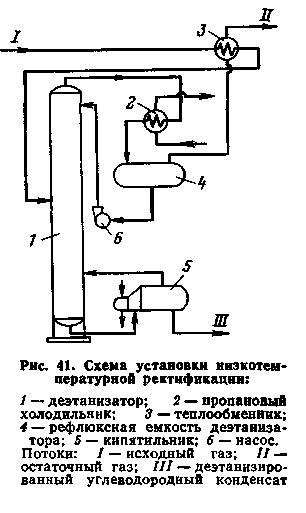 I
II
3
2
4
1
6
5
III
Рис. 41. Схема установки низкотем-
пературной ректификации:
1 — деэтанизатор; 2 — пропановый
холодильник; 3 — теплообменник;
4 — рефлюксная емкость деэтаниза-
тора; 5 — кипятильник; 6 — насос.
Потоки: I — исходный газ; II —
остаточный газ; III — деэтанизиро-
ванный углеводородный конденсат